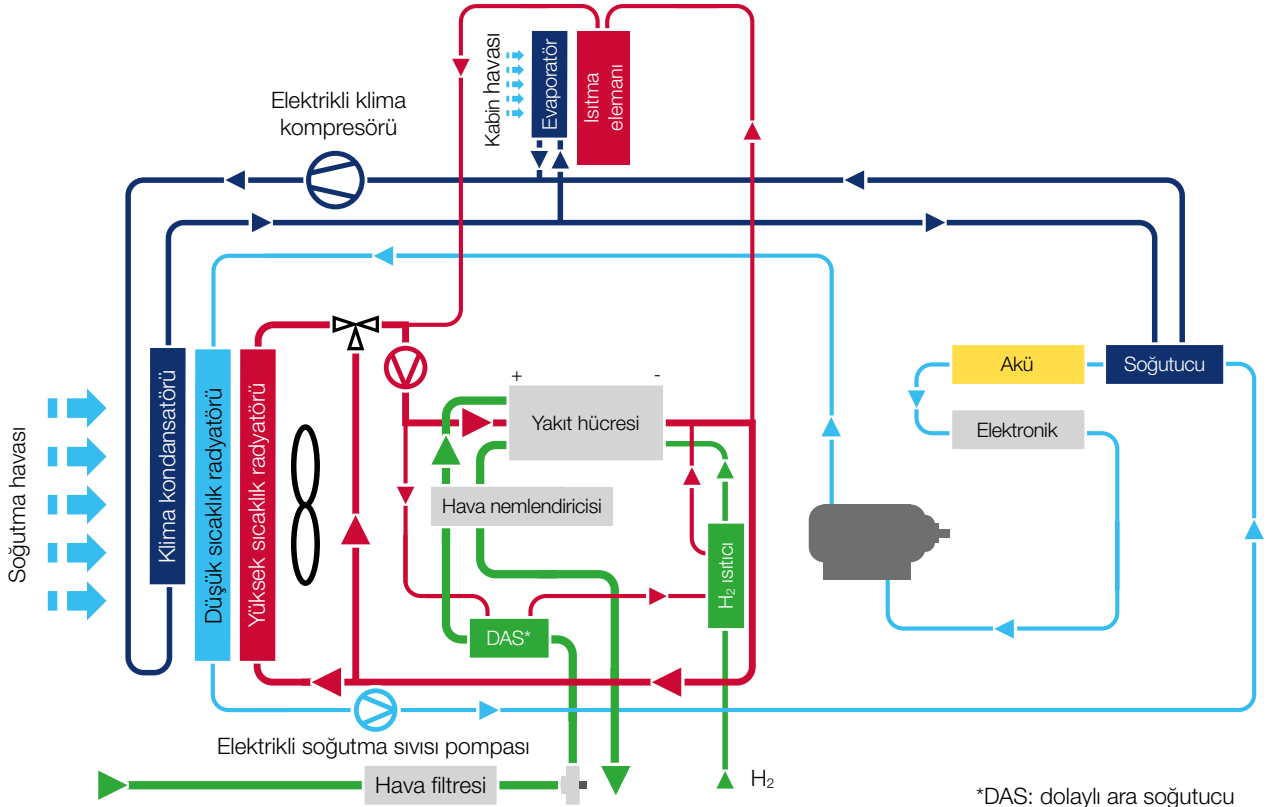 Kabin havası
Evaporatör
Isıtma
elemanı
Elektrikli klima
kompresörü
Soğutma havası
Klima kondansatörü
Düşük sıcaklık radyatörü
Yüksek sıcaklık radyatörü
+
-
Yakıt hücresi
Akü
Soğutucu
Elektronik
Hava nemlendiricisi
H₂ ısıtıcı
DAS*
Elektrikli soğutma sıvısı pompası
Hava filtresi
H₂
*DAS: dolaylı ara soğutucu